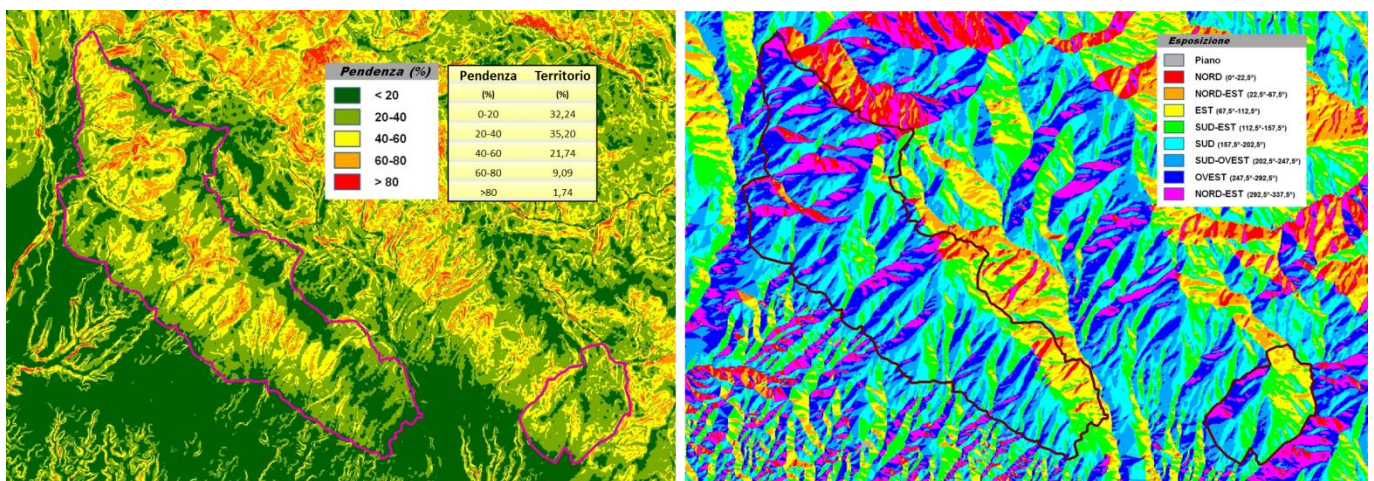 Pendenza (%)
< 20
20-40
40-60
60-80
> 80
Pendenza Territorio
(%) (%)
0-20 32,24
20-40 35,20
40-60 21,74
60-80 9,09
>80 1,74
Esposizione
Piano
NORD (0°-22,5°)
NORD-EST (22,5°-67,5°)
EST (67,5°-112,5°)
SUD-EST (112,5°-157,5°)
SUD (157,5°-202,5°)
SUD-OVEST (202,5°-247,5°)
OVEST (247,5°-292,5°)
NORD-EST (292,5°-337,5°)